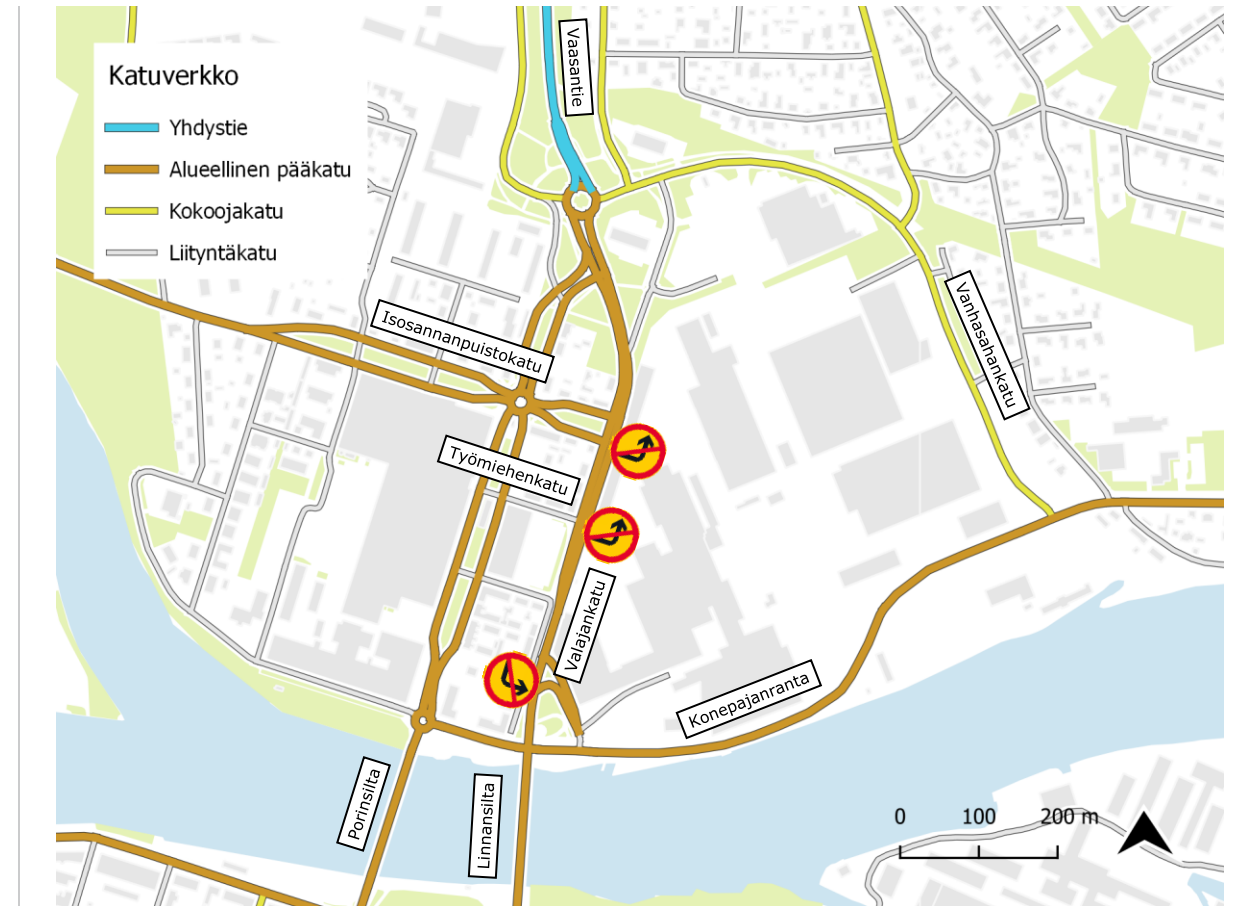 Katuverkko
Yhdystie
Alueellinen pääkatu
Kokoojakatu
Liityntäkatu
Vaasantie
Isosannanpuistokatu
Vanhasahankatu
Työmiehenkatu
Valajankatu
Konepajanranta
Porinsilta
Linnansilta
0 100 200 m